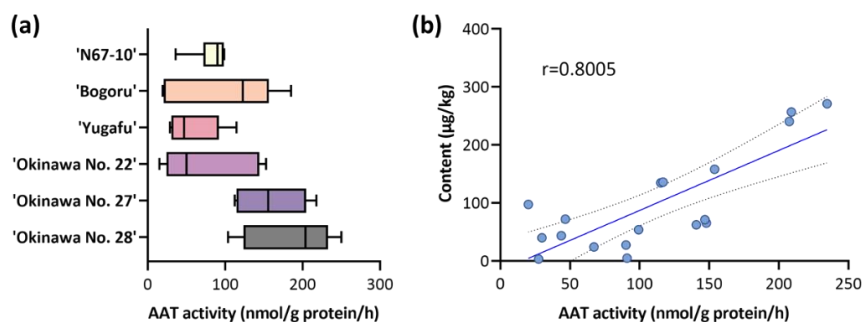 (a)
'N67-10'
'Bogoru'
'Yugafu'
'Okinawa No. 22'
'Okinawa No. 27'
'Okinawa No. 28'
0 100 200 300
AAT activity (nmol/g protein/h)
(b)
r=0.8005
Content (µg/kg)
400
300
200
100
0
0 50 100 150 200 250
AAT activity (nmol/g protein/h)